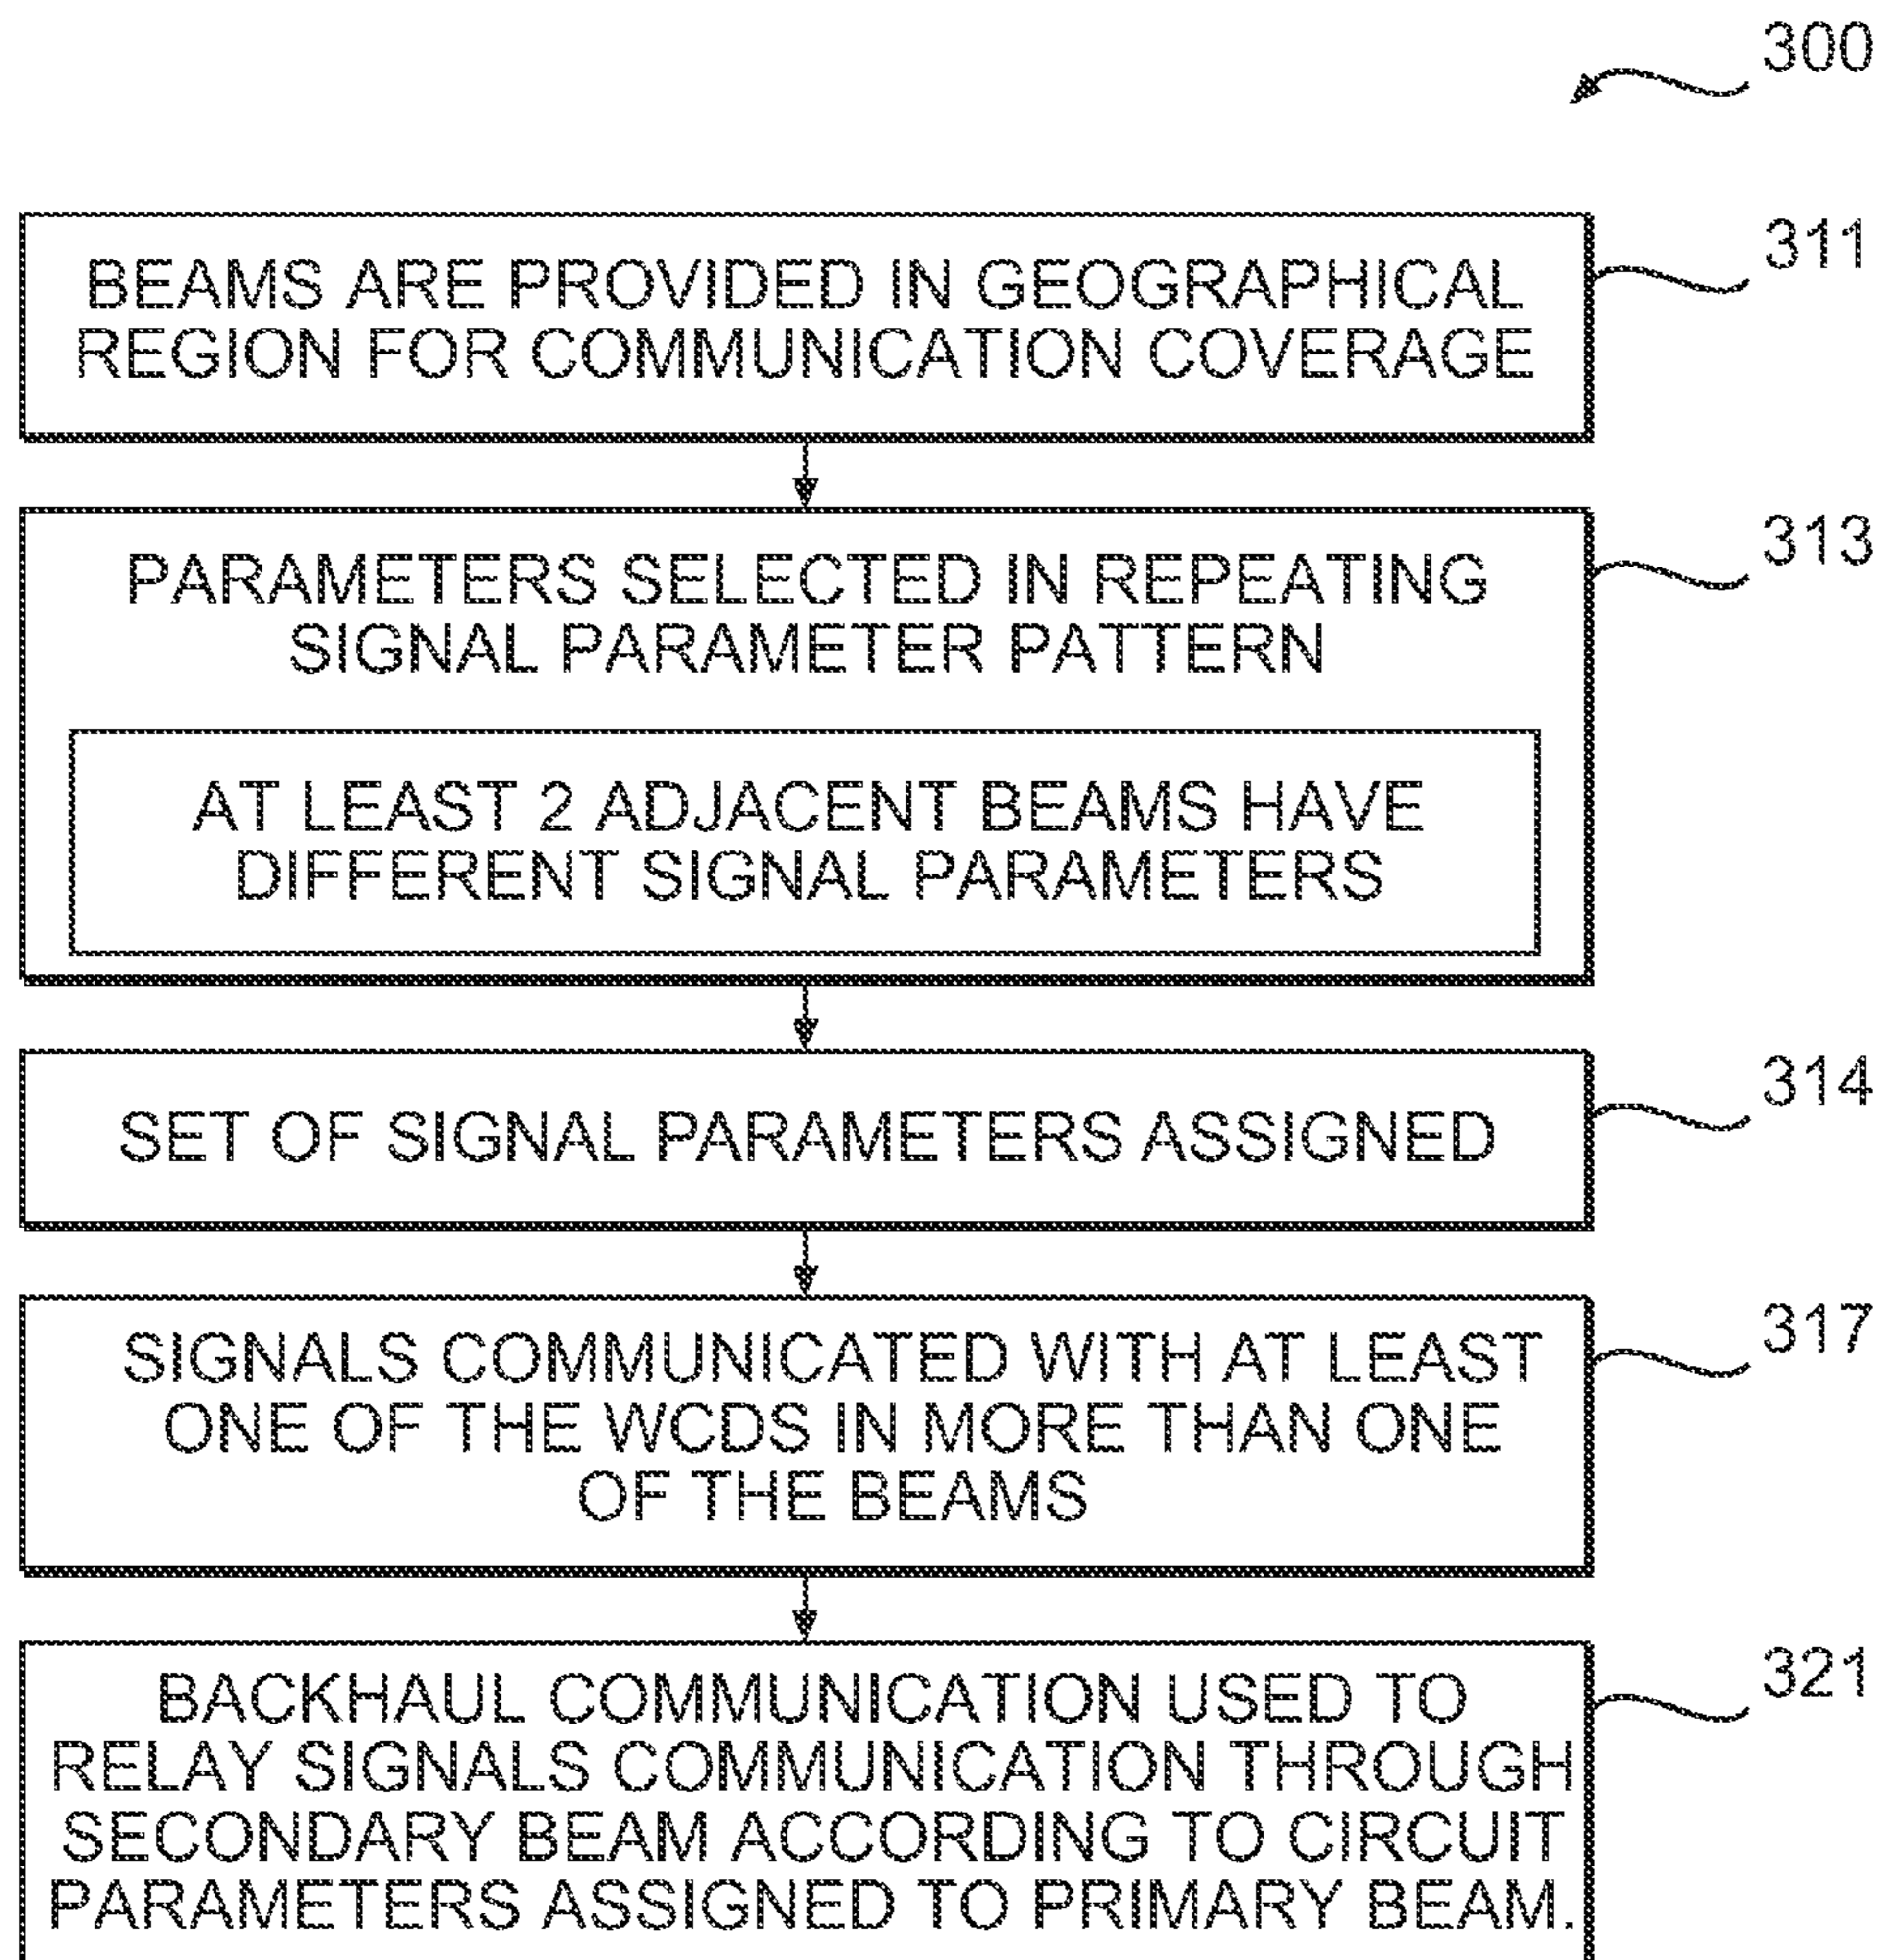 300
BEAMS ARE PROVIDED IN GEOGRAPHICAL
REGION FOR COMMUNICATION COVERAGE
311
PARAMETERS SELECTED IN REPEATING
SIGNAL PARAMETER PATTERN
313
AT LEAST 2 ADJACENT BEAMS HAVE
DIFFERENT SIGNAL PARAMETERS
SET OF SIGNAL PARAMETERS ASSIGNED
314
SIGNALS COMMUNICATED WITH AT LEAST
ONE OF THE WCDS IN MORE THAN ONE
OF THE BEAMS
317
BACKHAUL COMMUNICATION USED TO
RELAY SIGNALS COMMUNICATION THROUGH
SECONDARY BEAM ACCORDING TO CIRCUIT
PARAMETERS ASSIGNED TO PRIMARY BEAM.
321